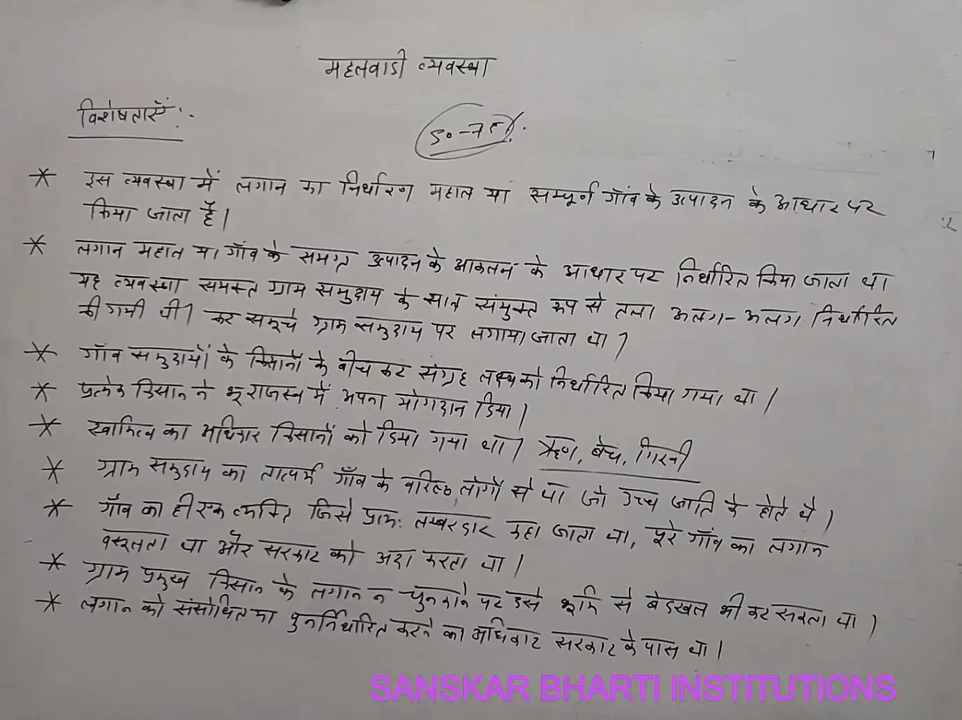 महलवाडी व्यवस्था
विशेषताएँ:-
50-75%.
* इस व्यवस्था में लगान का निर्धारण महाल या सम्पूर्ण गाँव के उत्पादन के आधार पर
किया जाता है।
* लगान महाल या गाँव के समग्र उत्पादन के आकलन के आधार पर निर्धारित किया जाता था
यह व्यवस्था समस्त ग्राम समुदाय के साथ संयुक्त रूप से तथा अलग-अलग निर्धारित
की गयी थी। कर समूचे ग्राम समुदाय पर लगाया जाता था।
* गाँव समुदायों के किसानों के बीच कर संग्रह लक्ष्य को निर्धारित किया गया था।
* प्रत्येक किसान ने भू राजस्व में अपना योगदान दिया।
* स्वामित्व का अधिकार किसानों को दिया गया था। ऋण, बेच, गिरवी
* ग्राम समुदाय का तात्पर्य गाँव के वरिष्ठ लोगों से था जो उच्च जाति के होते थे।
* गाँव का ही एक व्यक्ति जिसे प्राय: लम्बरदार कहा जाता था, पूरे गाँव का लगान
वसूलता था और सरकार को अदा करता था।
* ग्राम प्रमुख किसान के लगान न चुकाने पर उसे भूमि से बेदखल भी कर सकता था।
* लगान को संसोधित या पुनर्निर्धारित करने का अधिकार सरकार के पास था।
SANSKAR BHARTI INSTITUTIONS